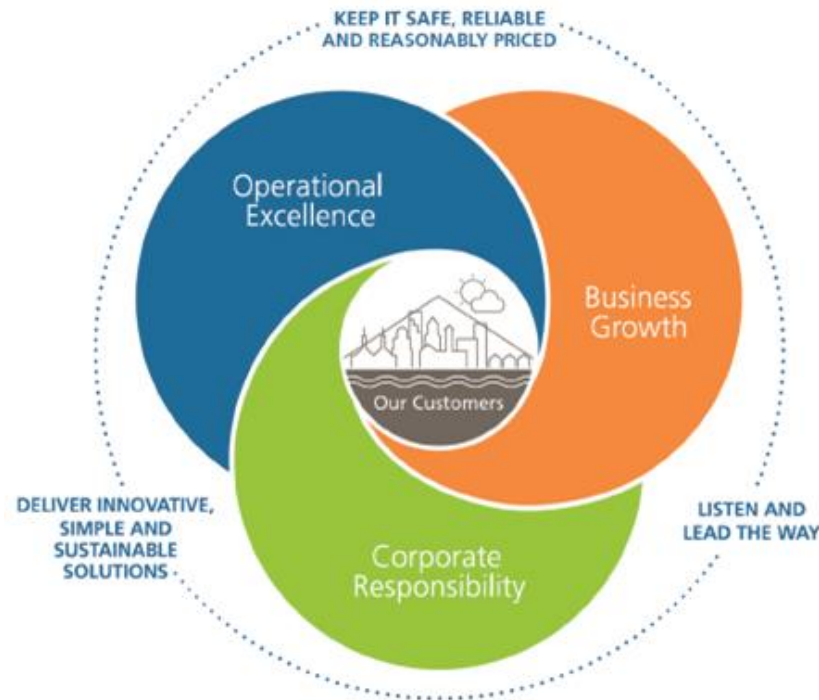 KEEP IT SAFE, RELIABLE
AND REASONABLY PRICED
Operational
Excellence
Business
Growth
Our Customers
DELIVER INNOVATIVE,
SIMPLE AND
SUSTAINABLE
SOLUTIONS
LISTEN AND
LEAD THE WAY
Corporate
Responsibility